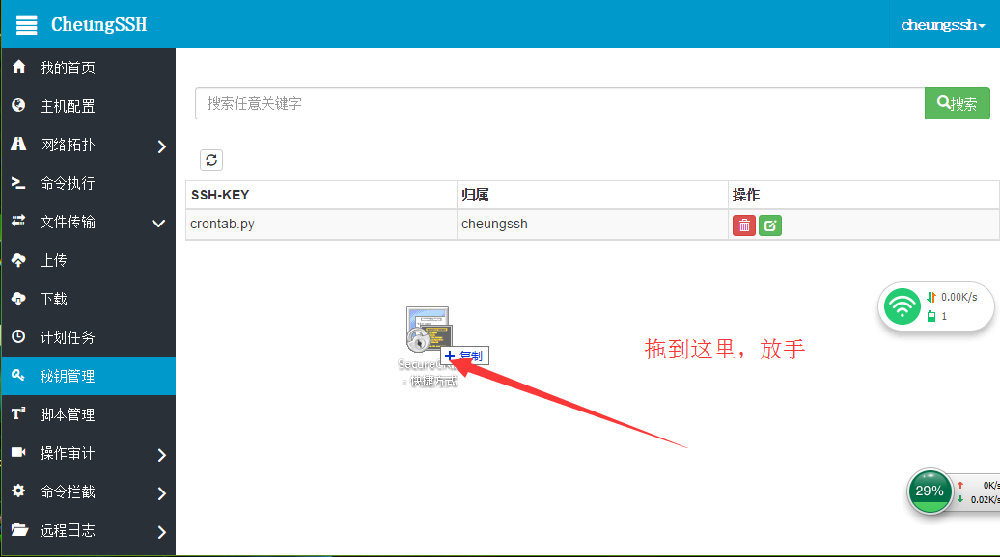 CheungSSH
cheungssh
我的首页
主机配置
网络拓扑
命令执行
文件传输
上传
下载
计划任务
秘钥管理
脚本管理
操作审计
命令拦截
远程日志
搜索任意关键字
搜索
SSH-KEY 归属 操作
crontab.py cheungssh
复制
- 快捷方式
拖到这里，放手
0.00K/s
1
29%
0K/s
0.02K/s